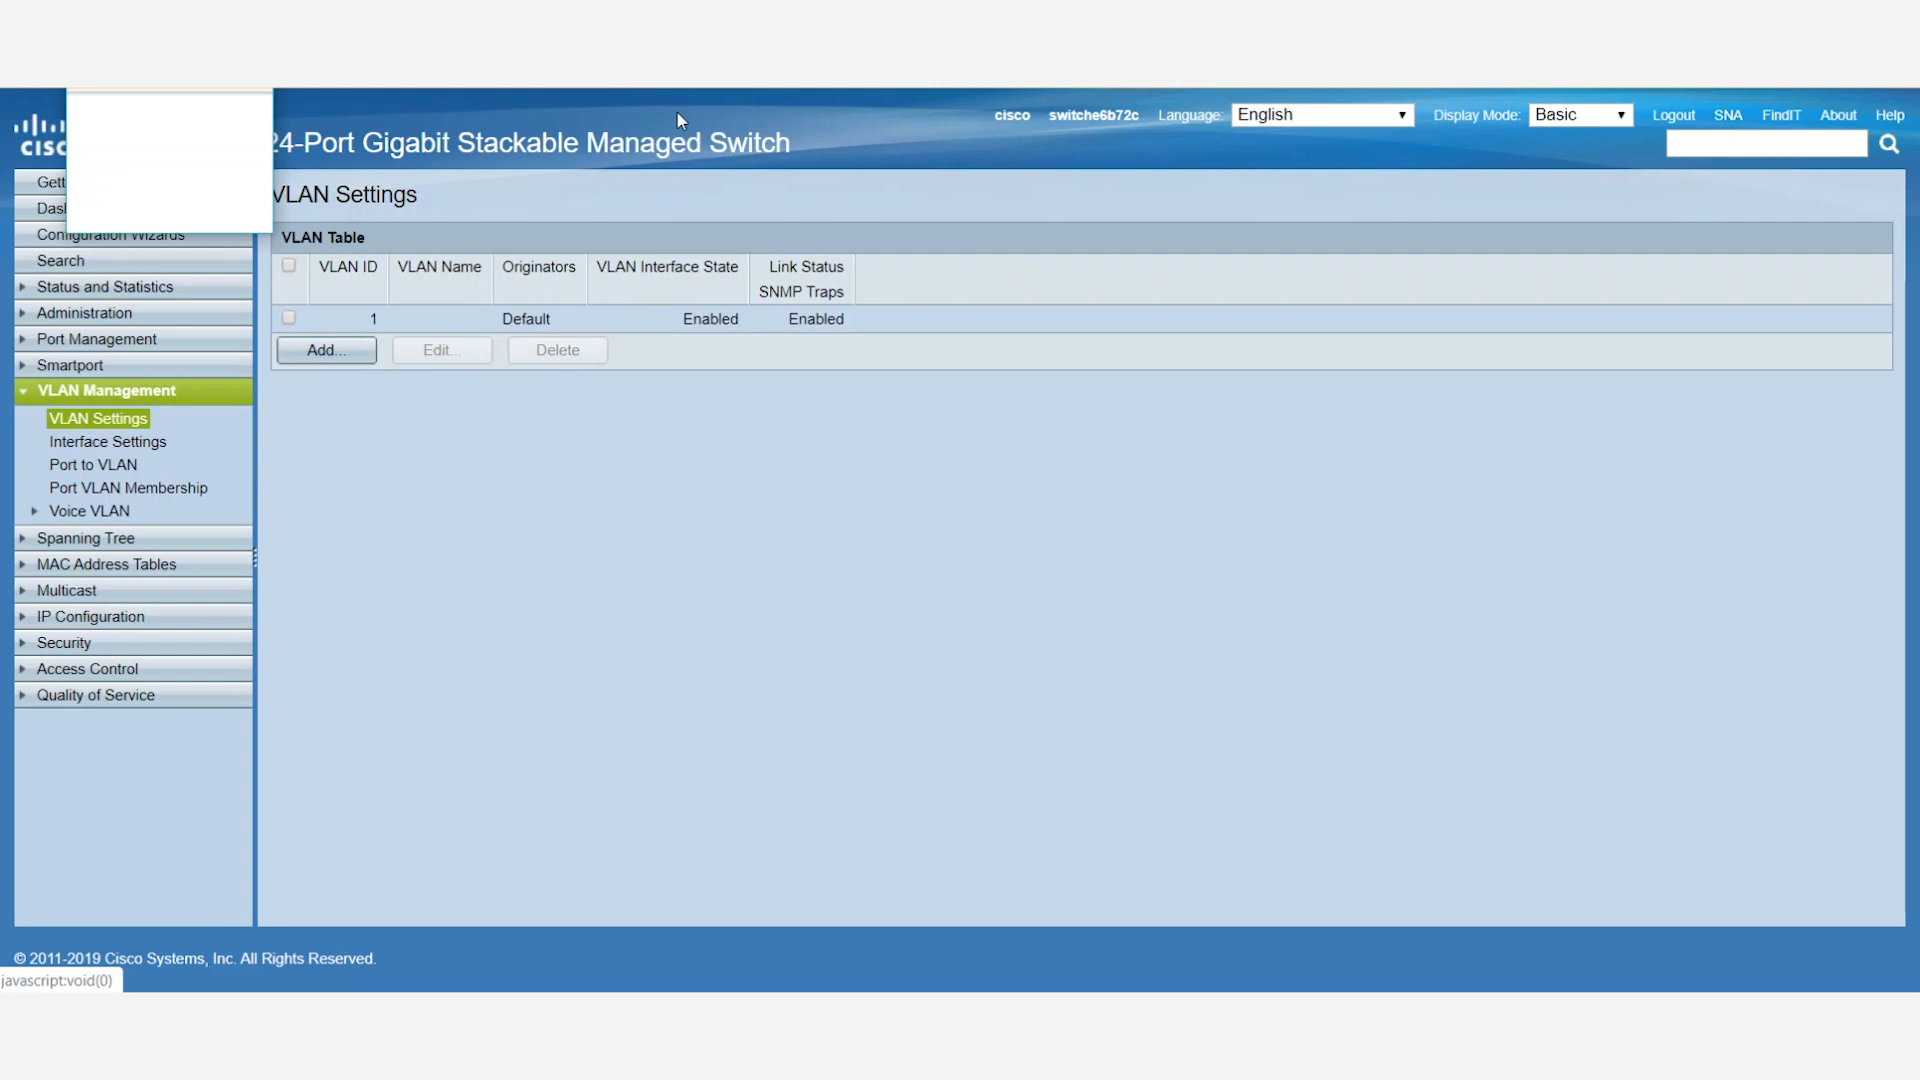 cisco switche6b72c Language: English Display Mode: Basic Logout SNA FindIT About Help
24-Port Gigabit Stackable Managed Switch
VLAN Settings
VLAN Table
VLAN ID VLAN Name Originators VLAN Interface State Link Status SNMP Traps
1 Default Enabled Enabled
Add... Edit... Delete
Configuration Wizards
Search
Status and Statistics
Administration
Port Management
Smartport
VLAN Management
VLAN Settings
Interface Settings
Port to VLAN
Port VLAN Membership
Voice VLAN
Spanning Tree
MAC Address Tables
Multicast
IP Configuration
Security
Access Control
Quality of Service
© 2011-2019 Cisco Systems, Inc. All Rights Reserved.
javascript:void(0)